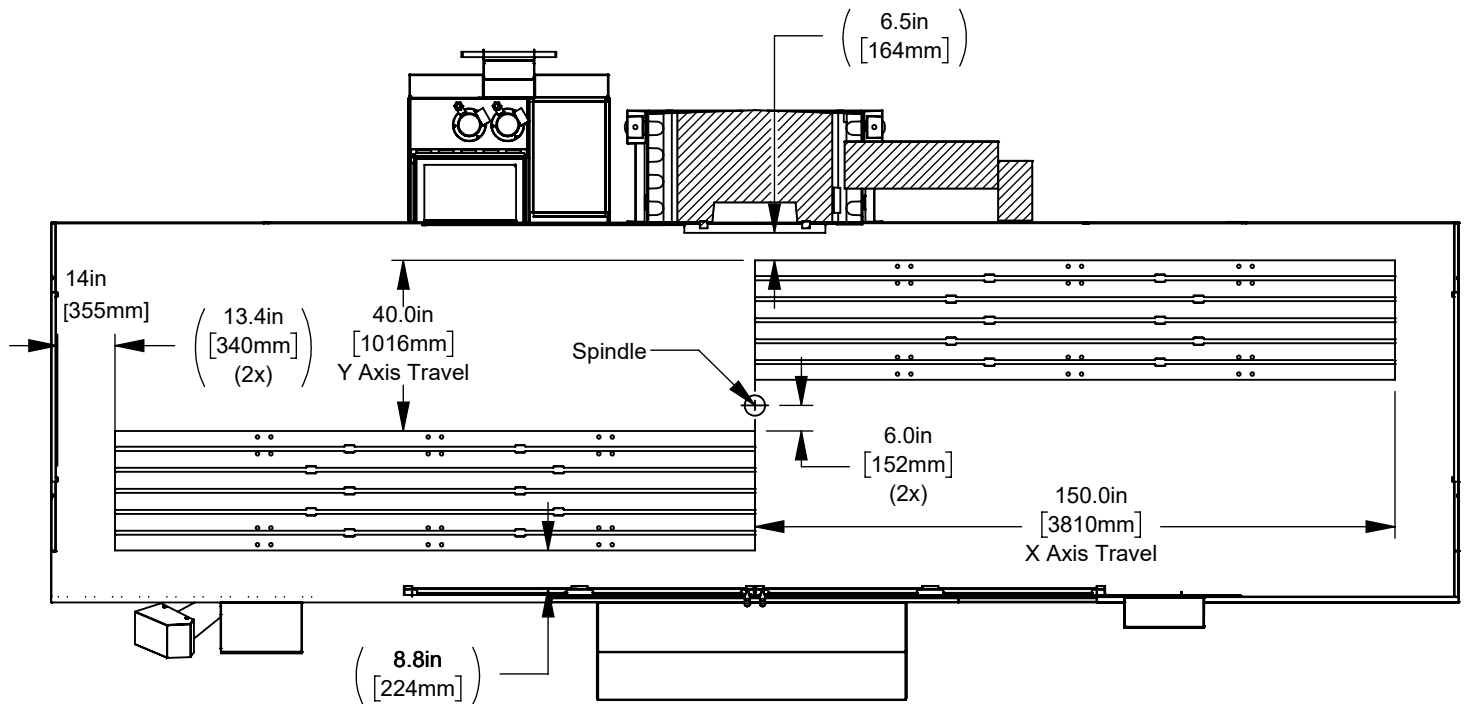 6.5in
[164mm]
14in
[355mm]
13.4in
[340mm]
(2x)
40.0in
[1016mm]
Y Axis Travel
Spindle
6.0in
[152mm]
(2x)
150.0in
[3810mm]
X Axis Travel
8.8in
[224mm]